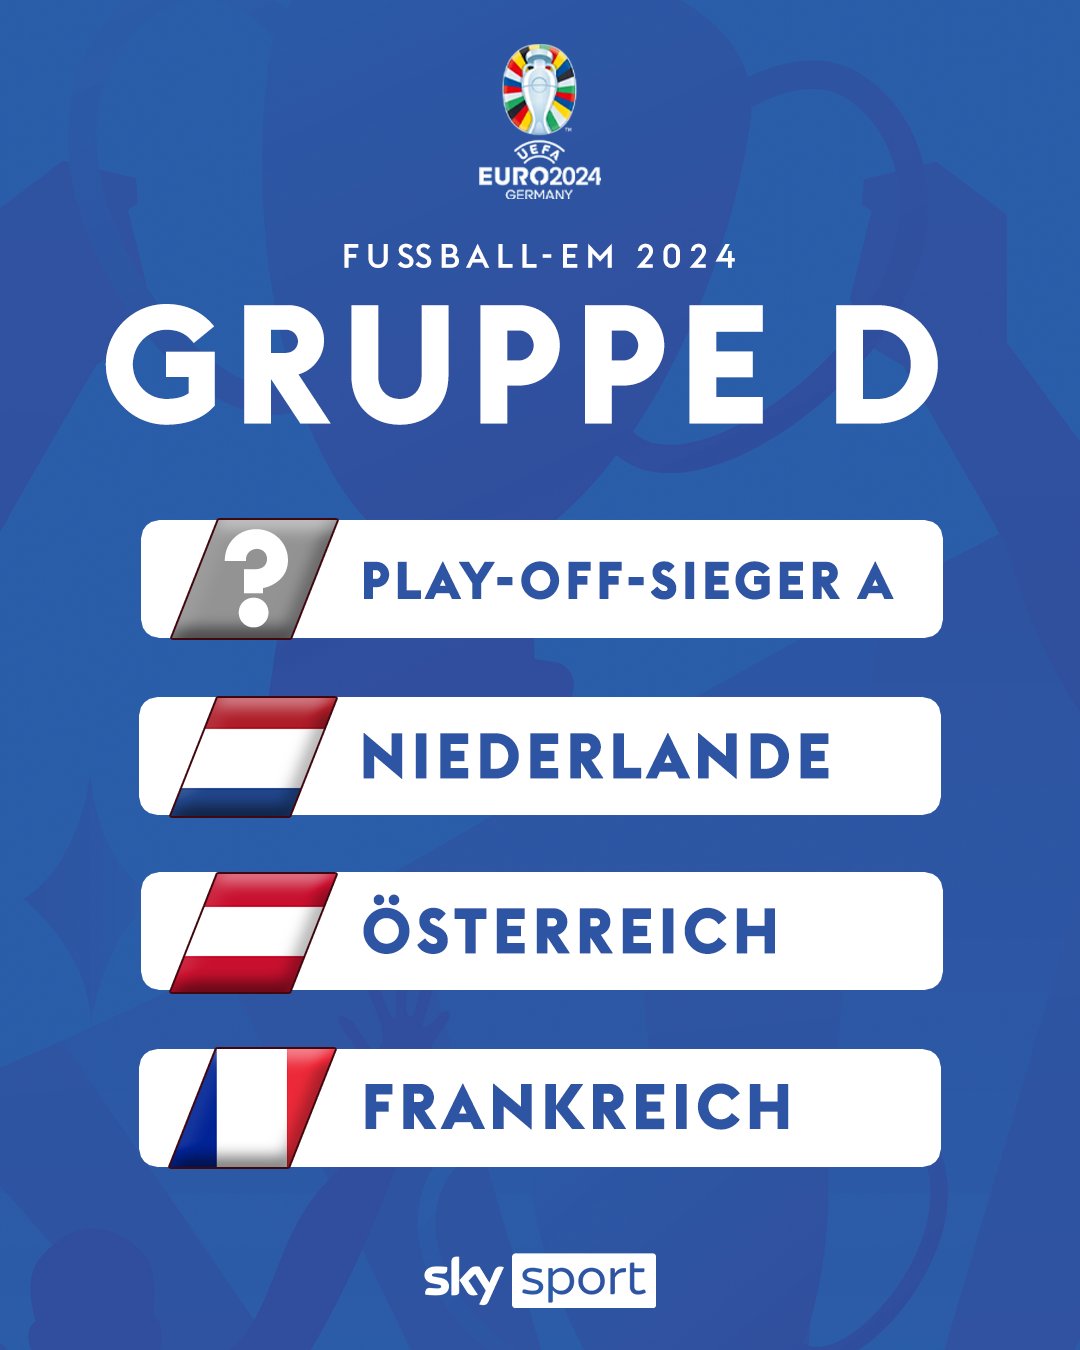 UEFA
EURO2024
GERMANY
FUSSBALL-EM 2024
GRUPPE D
?
PLAY-OFF-SIEGER A
NIEDERLANDE
ÖSTERREICH
FRANKREICH
sky sport